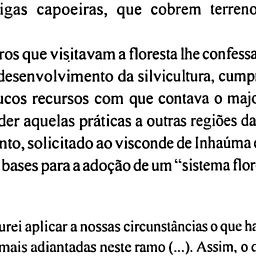 igas capoeiras, que cobrem terreno
ros que visitavam a floresta lhe confessa
desenvolvimento da silvicultura, cump
ucos recursos com que contava o majo
der aquelas práticas a outras regiões da
nto, solicitado ao visconde de Inhaúma
bases para a adoção de um “sistema flor
urei aplicar a nossas circunstâncias o que ha
mais adiantadas neste ramo (...). Assim, o